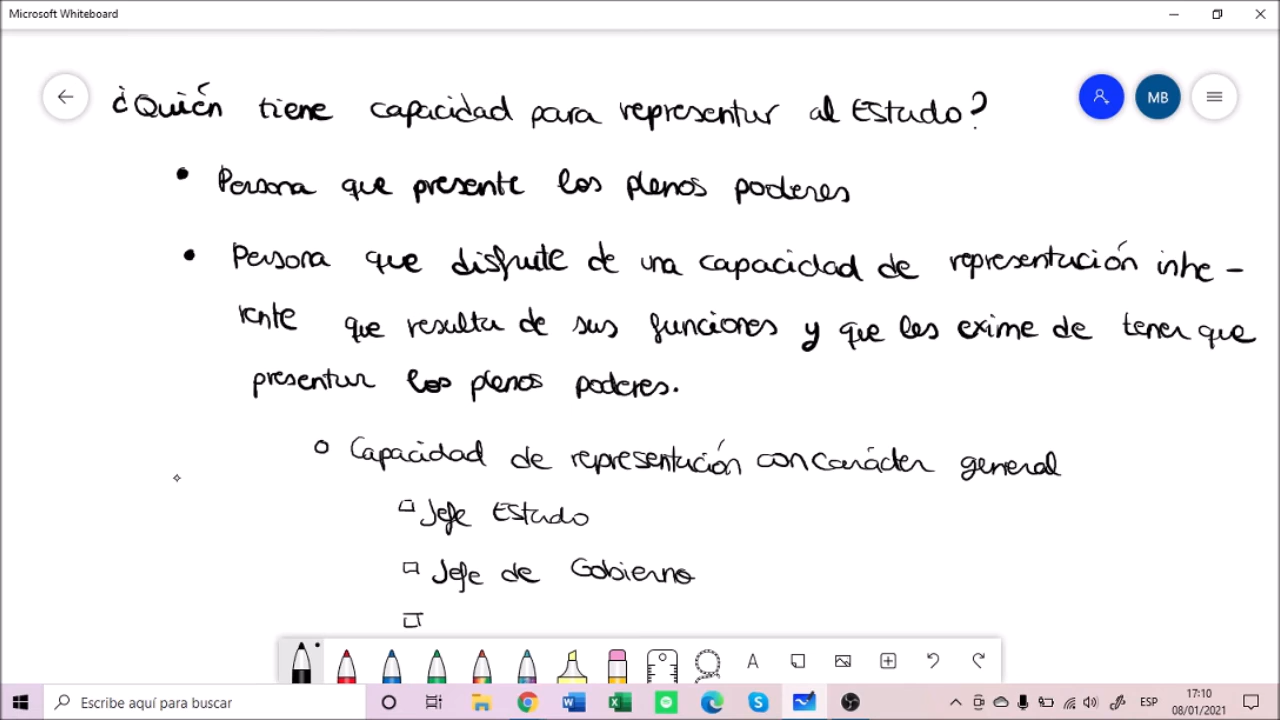 Microsoft Whiteboard
¿Quién tiene capacidad para representar al Estado?
MB
• Persona que presente los plenos poderes
• Persona que disfrute de una capacidad de representación inhe-
rente que resulta de sus funciones y que les exime de tener que
presentar los plenos poderes.
○ Capacidad de representación con carácter general
□ Jefe Estado
□ Jefe de Gobierno
□
A
Escribe aquí para buscar
ESP
17:10
08/01/2021